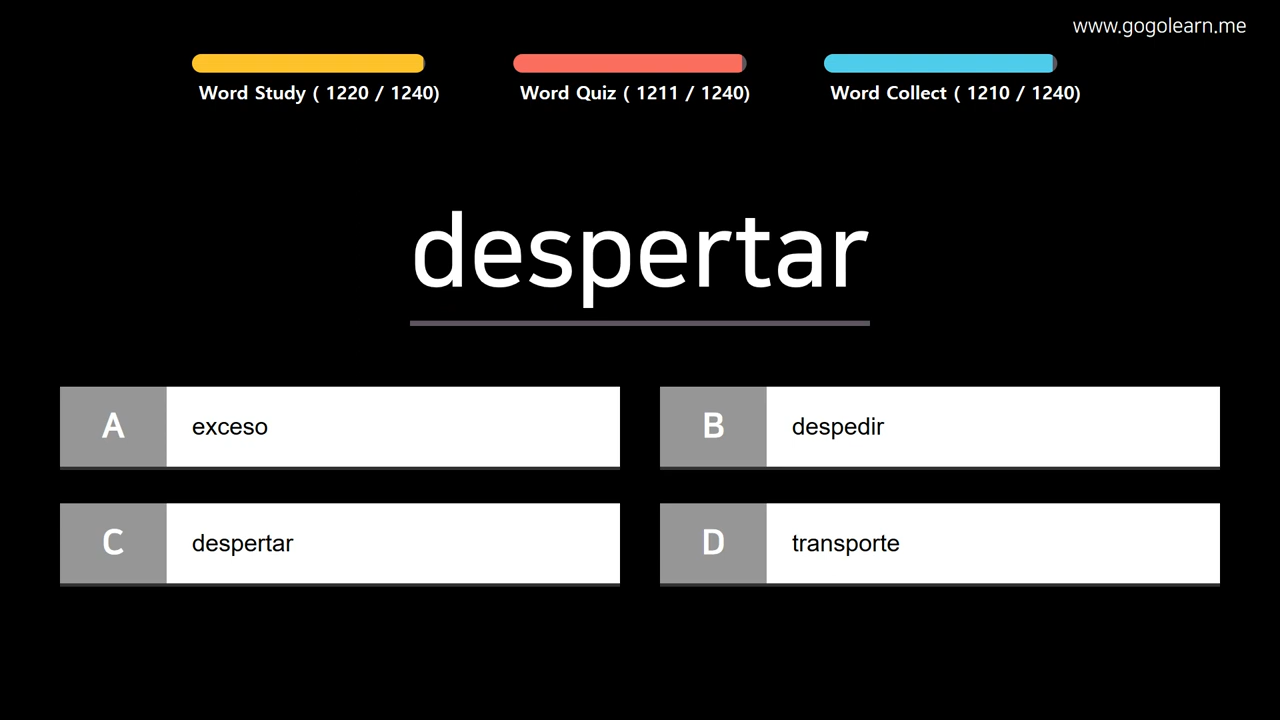 www.gogolearn.me
Word Study ( 1220 / 1240)
Word Quiz ( 1211 / 1240)
Word Collect ( 1210 / 1240)
despertar
A exceso
B despedir
C despertar
D transporte